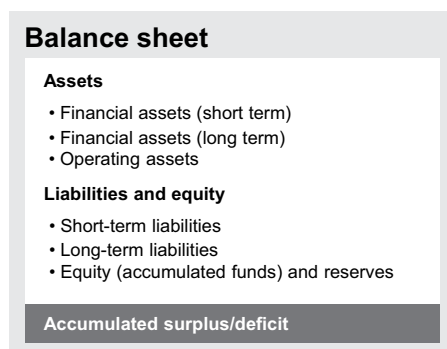 Balance sheet
Assets
• Financial assets (short term)
• Financial assets (long term)
• Operating assets
Liabilities and equity
• Short-term liabilities
• Long-term liabilities
• Equity (accumulated funds) and reserves
Accumulated surplus/deficit